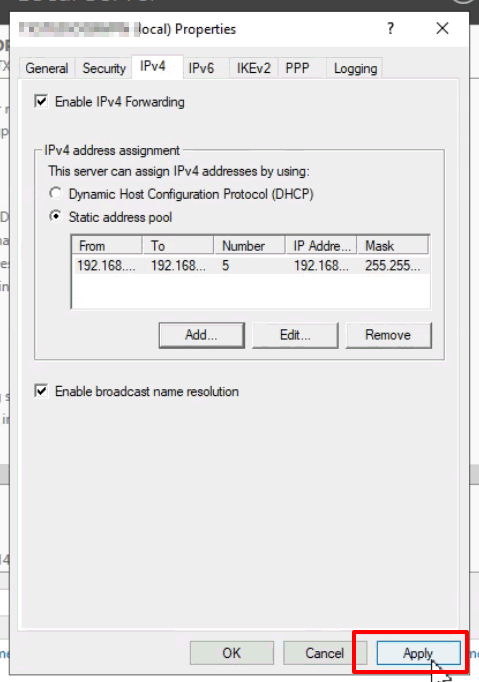 (local) Properties
General Security IPv4 IPv6 IKEv2 PPP Logging
Enable IPv4 Forwarding
IPv4 address assignment
This server can assign IPv4 addresses by using:
Dynamic Host Configuration Protocol (DHCP)
Static address pool
From To Number IP Addre... Mask
192.168.... 192.168... 5 192.168... 255.255...
Add... Edit... Remove
Enable broadcast name resolution
OK Cancel Apply